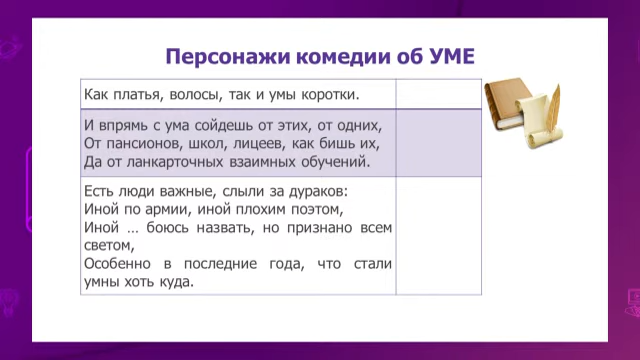 Персонажи комедии об УМЕ
Как платья, волосы, так и умы коротки.
И впрямь с ума сойдешь от этих, от одних,
От пансионов, школ, лицеев, как бишь их,
Да от ланкарточных взаимных обучений.
Есть люди важные, слыли за дураков:
Иной по армии, иной плохим поэтом,
Иной … боюсь назвать, но признано всем
светом,
Особенно в последние года, что стали
умны хоть куда.